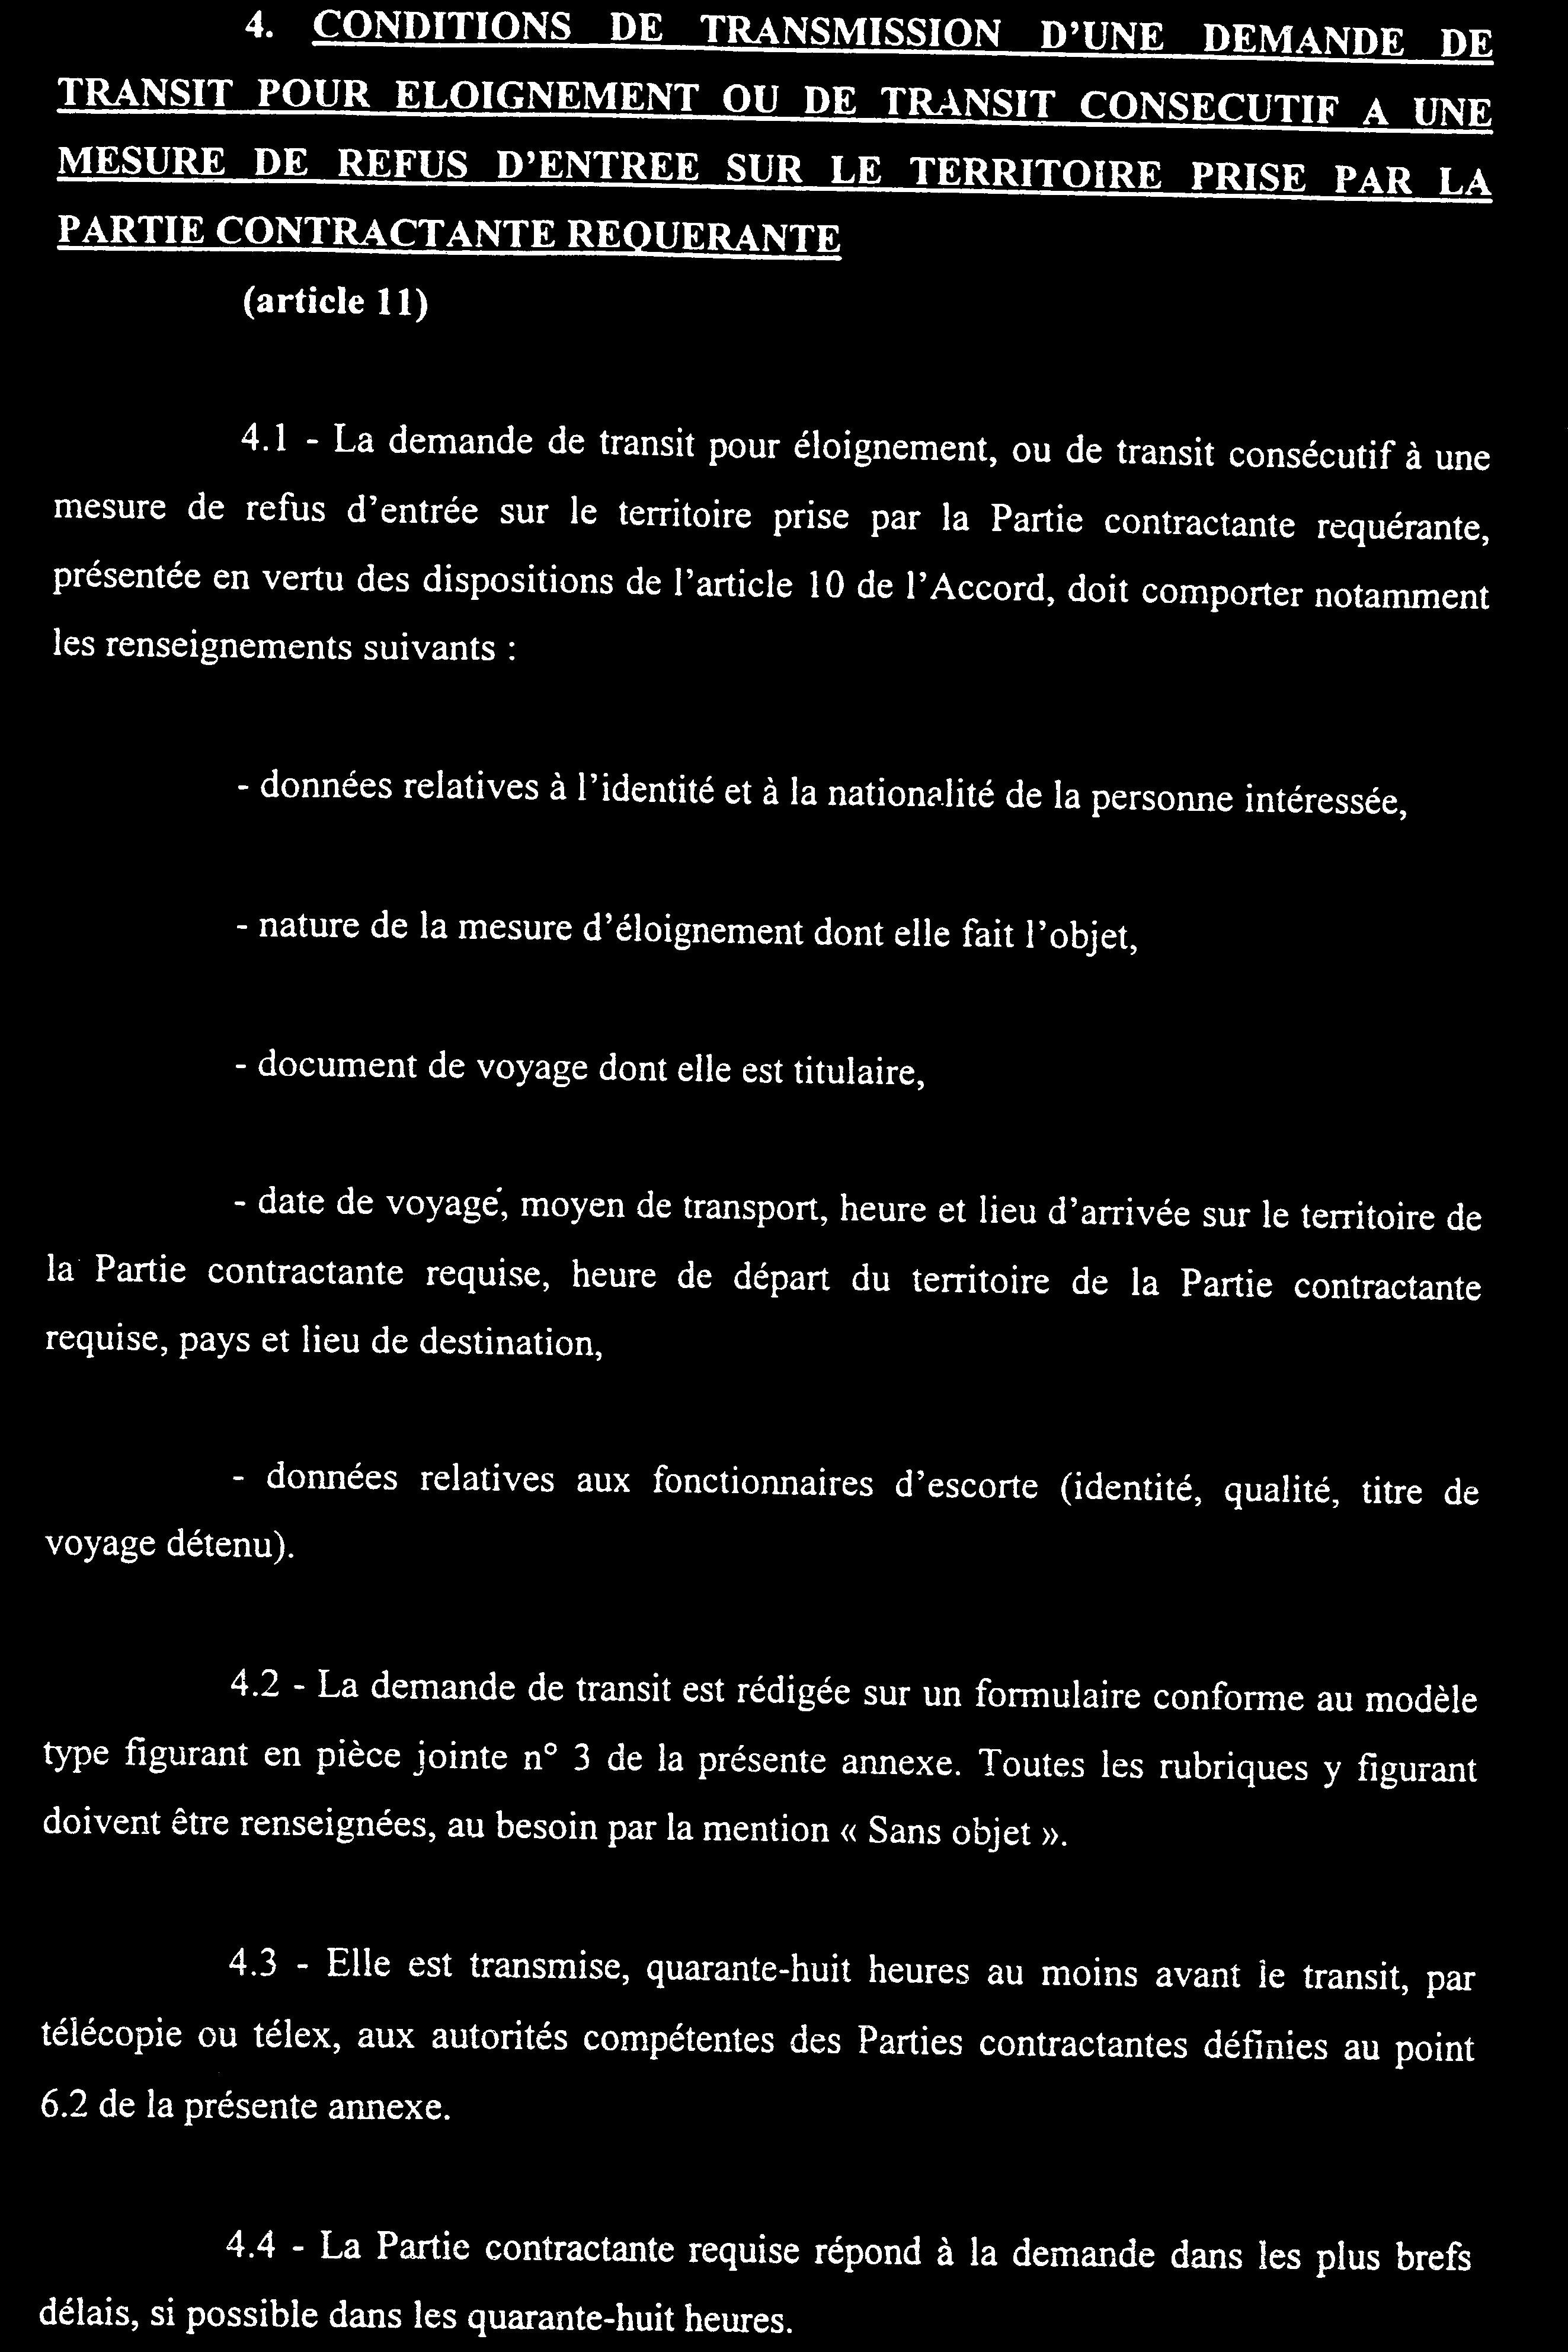 4. CONDITIONS DE TRANSMISSION D’UNE DEMANDE DE
TRANSIT POUR ELOIGNEMENT OU DE TRANSIT CONSECUTIF A UNE
MESURE DE REFUS D’ENTREE SUR LE TERRITOIRE PRISE PAR LA
PARTIE CONTRACTANTE REQUERANTE
(article 11)
4.1 - La demande de transit pour éloignement, ou de transit consécutif à une
mesure de refus d’entrée sur le territoire prise par la Partie contractante requérante,
présentée en vertu des dispositions de l’article 10 de l’Accord, doit comporter notamment
les renseignements suivants :
- données relatives à l’identité et à la nationalité de la personne intéressée,
- nature de la mesure d’éloignement dont elle fait l’objet,
- document de voyage dont elle est titulaire,
- date de voyage, moyen de transport, heure et lieu d’arrivée sur le territoire de
la Partie contractante requise, heure de départ du territoire de la Partie contractante
requise, pays et lieu de destination,
- données relatives aux fonctionnaires d’escorte (identité, qualité, titre de
voyage détenu).
4.2 - La demande de transit est rédigée sur un formulaire conforme au modèle
type figurant en pièce jointe n° 3 de la présente annexe. Toutes les rubriques y figurant
doivent être renseignées, au besoin par la mention « Sans objet ».
4.3 - Elle est transmise, quarante-huit heures au moins avant le transit, par
télécopie ou télex, aux autorités compétentes des Parties contractantes définies au point
6.2 de la présente annexe.
4.4 - La Partie contractante requise répond à la demande dans les plus brefs
délais, si possible dans les quarante-huit heures.